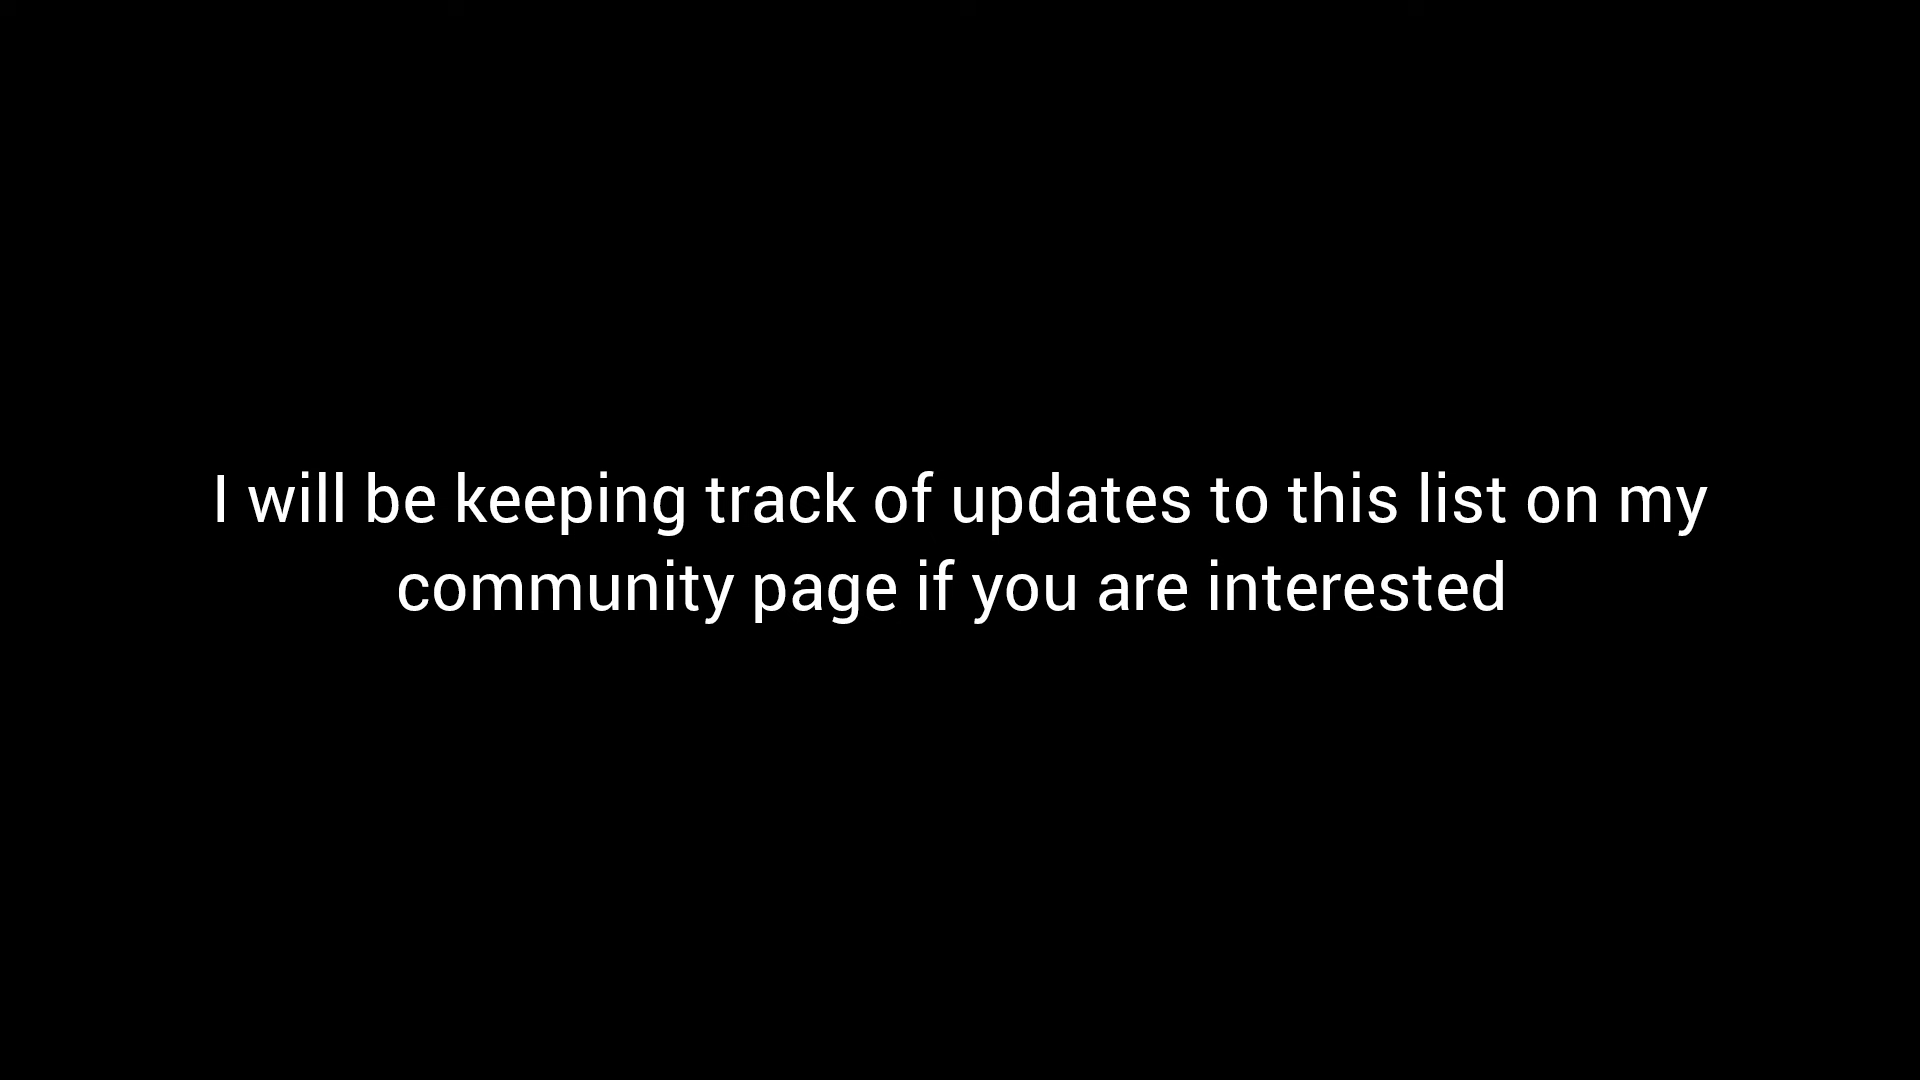 I will be keeping track of updates to this list on my
community page if you are interested